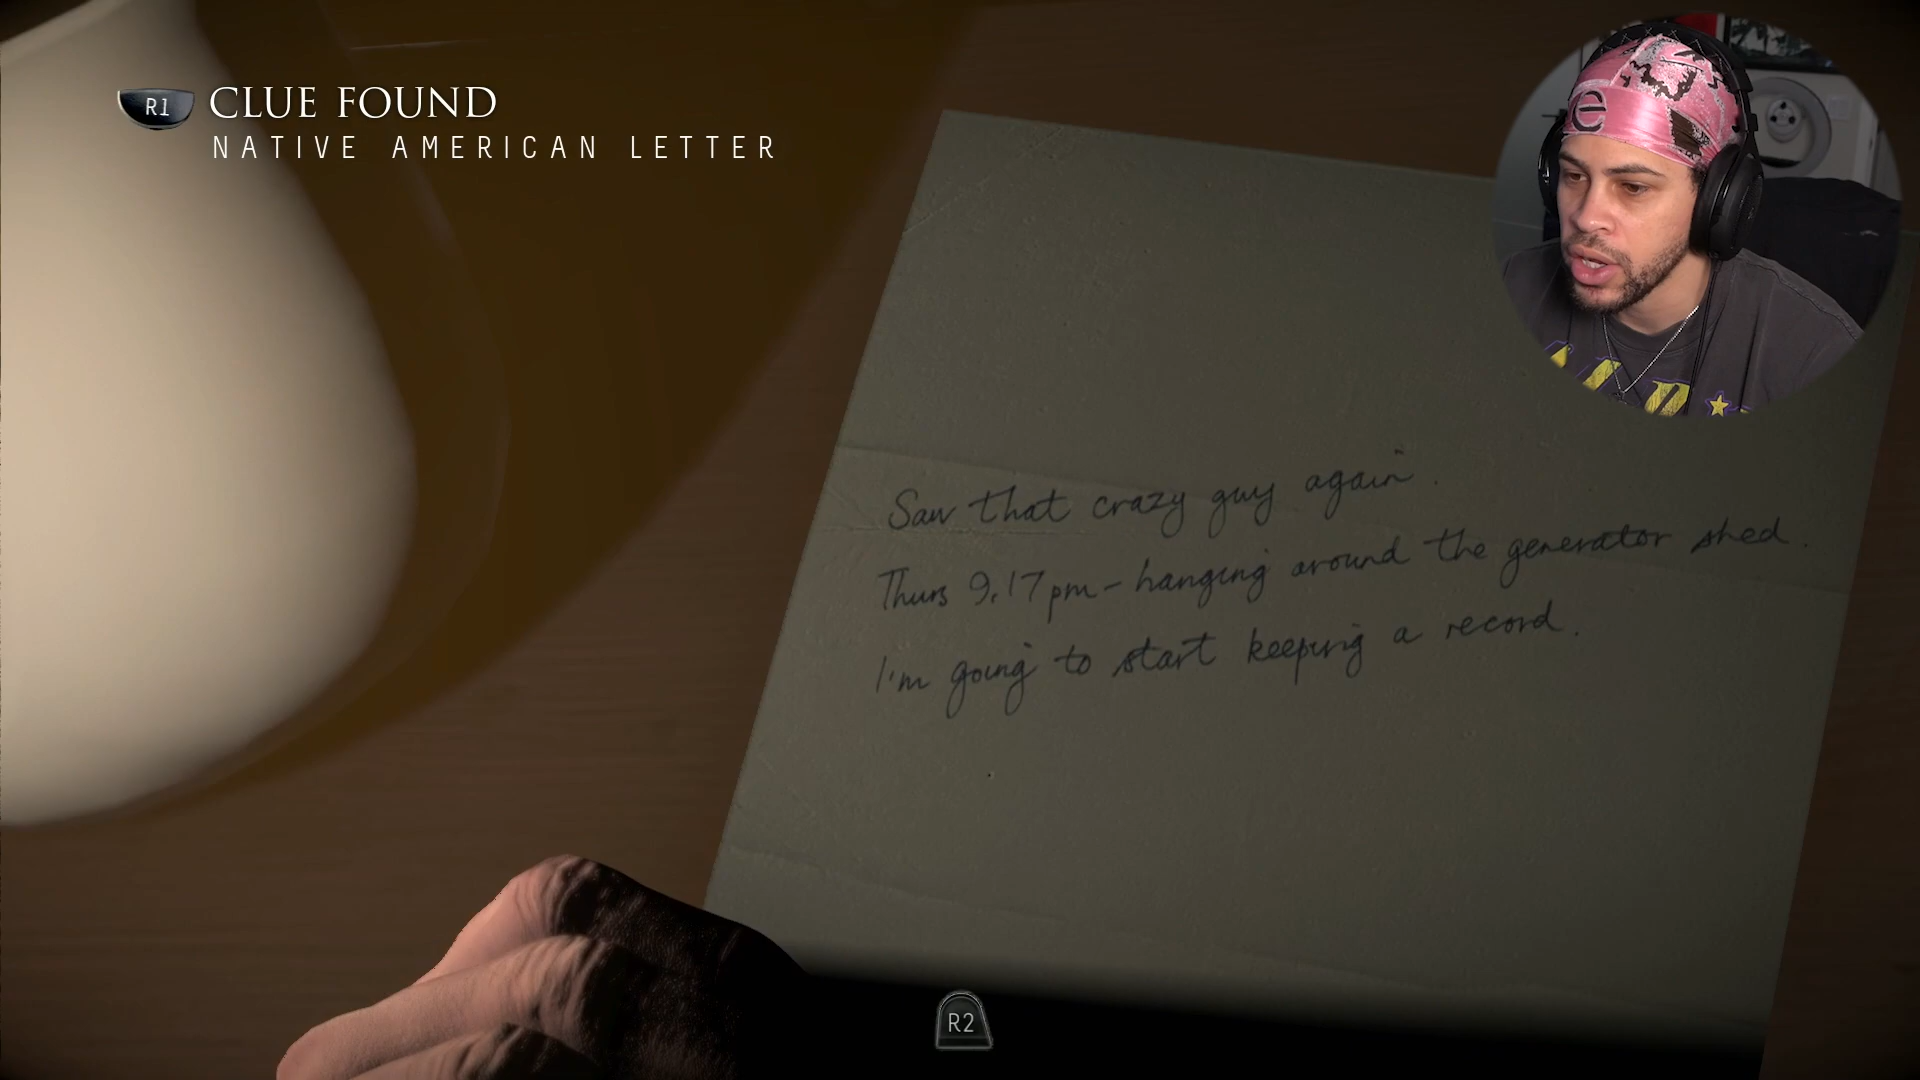 R1 CLUE FOUND
NATIVE AMERICAN LETTER
e
Saw that crazy guy again.
Thurs 9.17pm - hanging around the generator shed.
I'm going to start keeping a record.
R2